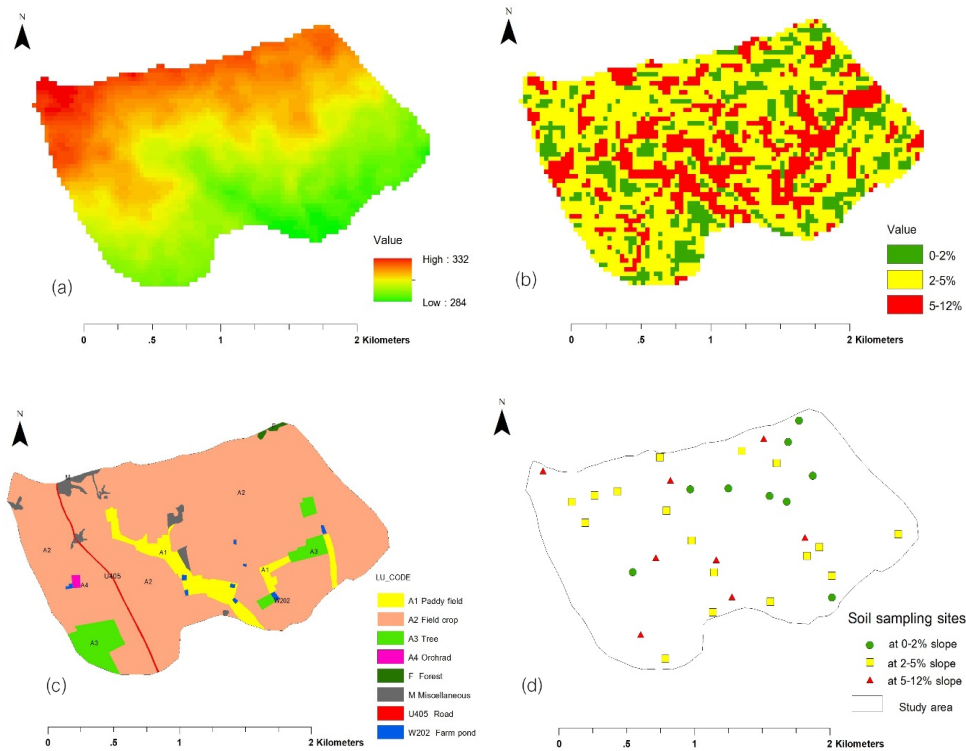 N
Value
High : 332
Low : 284
(a)
0 .5 1 2 Kilometers
N
Value
0-2%
2-5%
5-12%
(b)
0 .5 1 2 Kilometers
N
F
M
A2
A2
A1
A3
A1
U405
A2
A4
W202
A3
LU_CODE
A1 Paddy field
A2 Field crop
A3 Tree
A4 Orchrad
F Forest
M Miscellaneous
U405 Road
W202 Farm pond
(c)
0 .5 1 2 Kilometers
N
Soil sampling sites
at 0-2% slope
at 2-5% slope
at 5-12% slope
Study area
(d)
0 .5 1 2 Kilometers